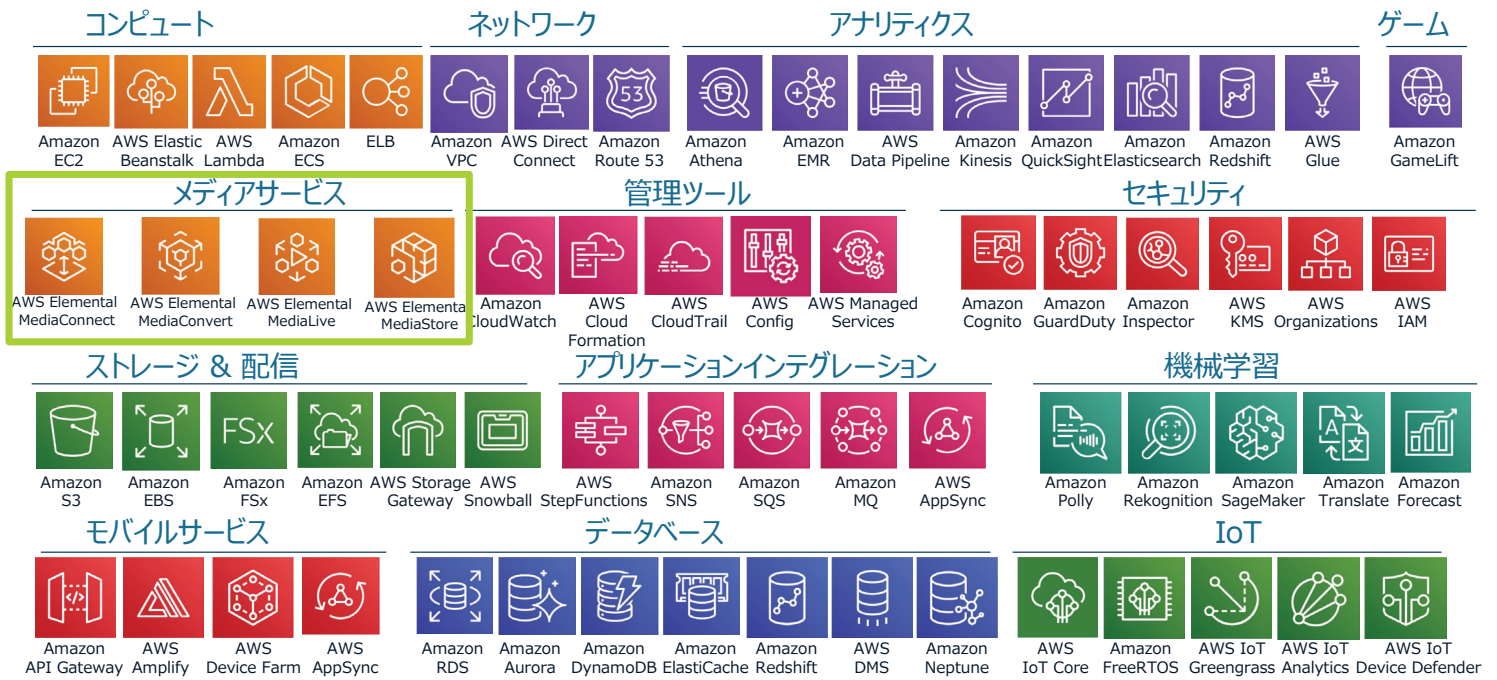 コンピュート ネットワーク アナリティクス ゲーム
53
Amazon AWS Elastic AWS Amazon ELB Amazon AWS Direct Amazon Amazon Amazon AWS Amazon Amazon Amazon Amazon AWS Amazon
EC2 Beanstalk Lambda ECS VPC Connect Route 53 Athena EMR Data Pipeline Kinesis QuickSight Elasticsearch Redshift Glue GameLift
メディアサービス 管理ツール セキュリティ
AWS Elemental AWS Elemental AWS Elemental AWS Elemental Amazon AWS AWS AWS AWS Managed Amazon Amazon Amazon AWS AWS AWS
MediaConnect MediaConvert MediaLive MediaStore CloudWatch Cloud CloudTrail Config Services Cognito GuardDuty Inspector KMS Organizations IAM
Formation
ストレージ & 配信 アプリケーションインテグレーション 機械学習
FSx A 文
Amazon Amazon Amazon Amazon AWS Storage AWS AWS Amazon Amazon Amazon AWS Amazon Amazon Amazon Amazon Amazon
S3 EBS FSx EFS Gateway Snowball StepFunctions SNS SQS MQ AppSync Polly Rekognition SageMaker Translate Forecast
モバイルサービス データベース IoT
</>
Amazon AWS AWS AWS Amazon Amazon Amazon Amazon Amazon AWS Amazon AWS Amazon AWS IoT AWS IoT AWS IoT
API Gateway Amplify Device Farm AppSync RDS Aurora DynamoDB ElastiCache Redshift DMS Neptune IoT Core FreeRTOS Greengrass Analytics Device Defender